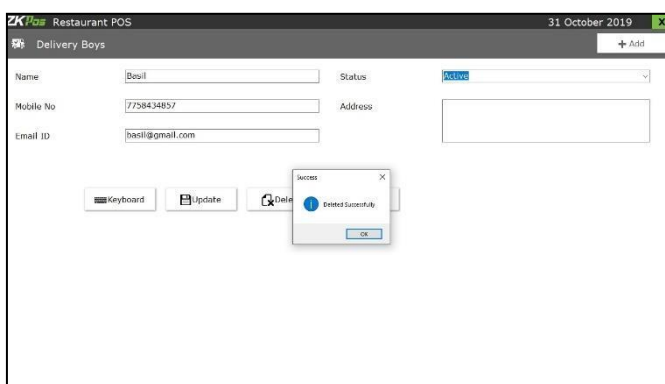 ZKPos Restaurant POS 31 October 2019 X
Delivery Boys + Add
Name Basil Status Active
Mobile No 7758434857 Address
Email ID basil@gmail.com
Success
Keyboard Update Dele Deleted Successfully
OK